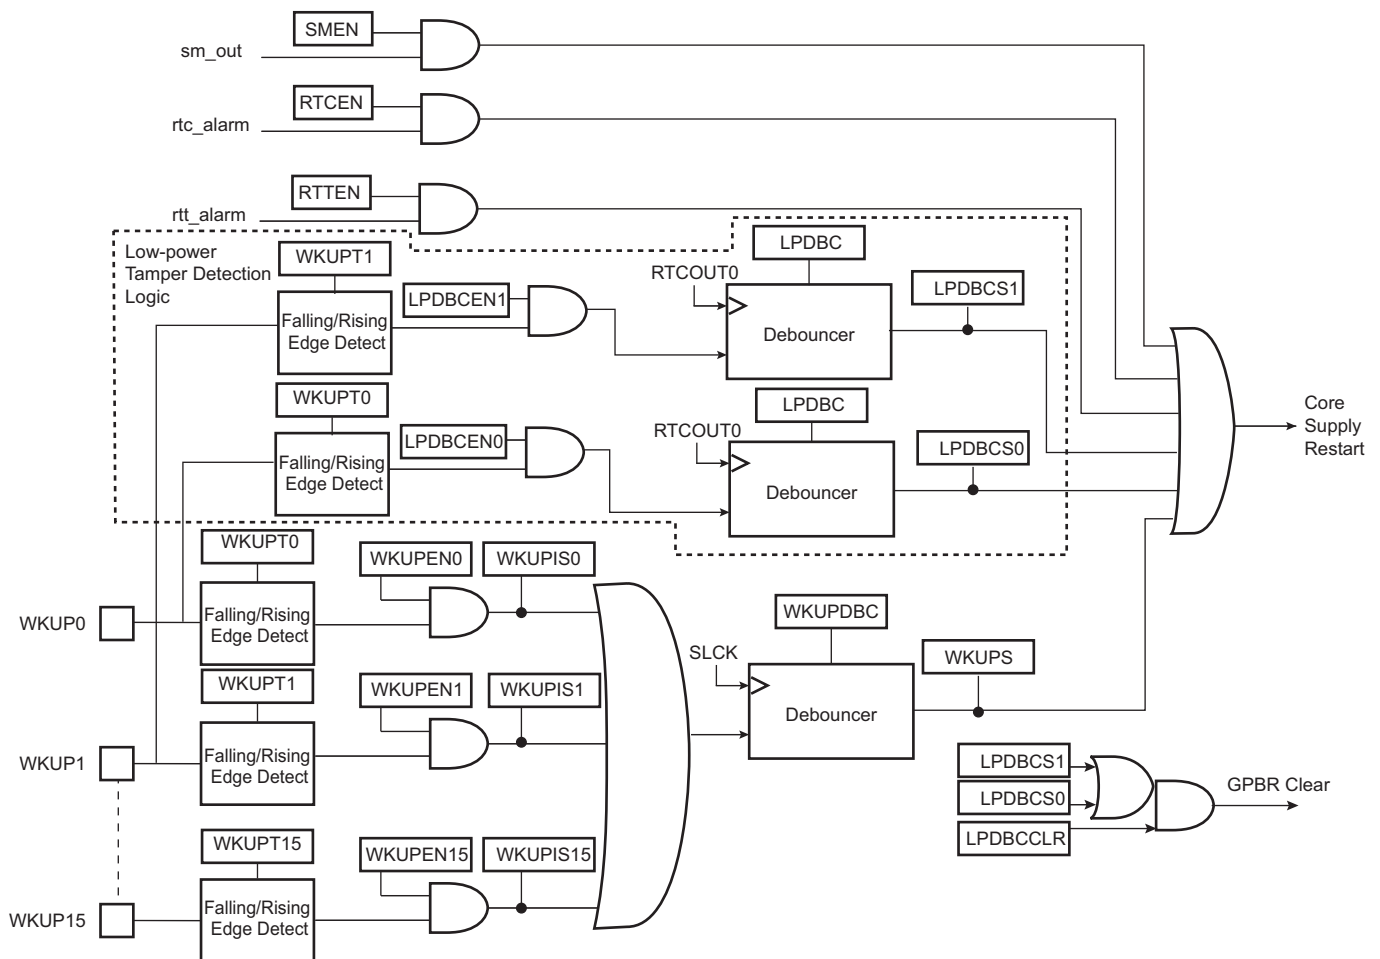 SMEN
sm_out
RTCEN
rtc_alarm
RTTEN
rtt_alarm
Low-power
Tamper Detection
Logic
WKUPT1
Falling/Rising
Edge Detect
LPDBCEN1
RTCOUT0
LPDBC
Debouncer
LPDBCS1
WKUPT0
Falling/Rising
Edge Detect
LPDBCEN0
RTCOUT0
LPDBC
Debouncer
LPDBCS0
Core
Supply
Restart
WKUPT0
WKUP0
Falling/Rising
Edge Detect
WKUPEN0
WKUPIS0
WKUPT1
WKUP1
Falling/Rising
Edge Detect
WKUPEN1
WKUPIS1
SLCK
WKUPDBC
Debouncer
WKUPS
WKUPT15
WKUP15
Falling/Rising
Edge Detect
WKUPEN15
WKUPIS15
LPDBCS1
LPDBCS0
LPDBCCLR
GPBR Clear